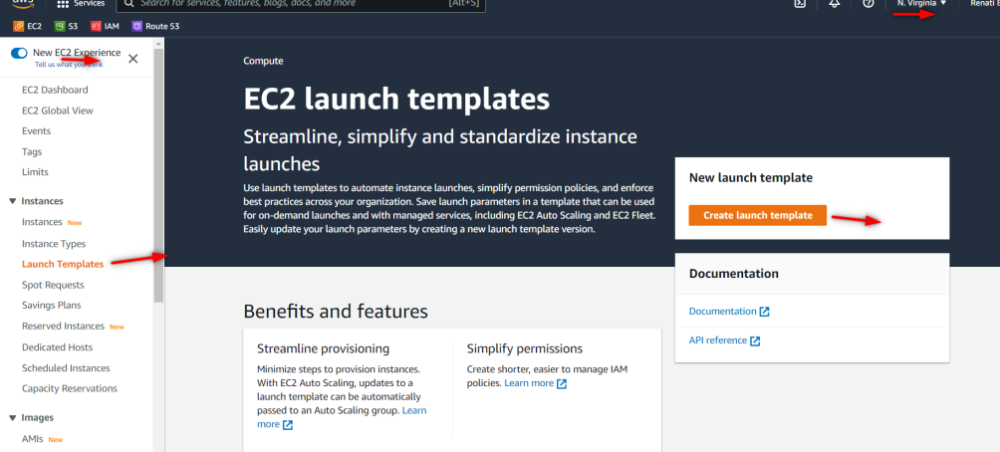 aws
Services
Search for services, features, blogs, docs, and more
[Alt+S]
N. Virginia
Renati
EC2
S3
IAM
Route 53
New EC2 Experience
Tell us what you think
EC2 Dashboard
EC2 Global View
Events
Tags
Limits
Instances
Instances New
Instance Types
Launch Templates
Spot Requests
Savings Plans
Reserved Instances New
Dedicated Hosts
Scheduled Instances
Capacity Reservations
Images
AMIs New
Compute
EC2 launch templates
Streamline, simplify and standardize instance
launches
Use launch templates to automate instance launches, simplify permission policies, and enforce
best practices across your organization. Save launch parameters in a template that can be used
for on-demand launches and with managed services, including EC2 Auto Scaling and EC2 Fleet.
Easily update your launch parameters by creating a new launch template version.
New launch template
Create launch template
Documentation
Documentation
API reference
Benefits and features
Streamline provisioning
Minimize steps to provision instances.
With EC2 Auto Scaling, updates to a
launch template can be automatically
passed to an Auto Scaling group. Learn
more
Simplify permissions
Create shorter, easier to manage IAM
policies. Learn more